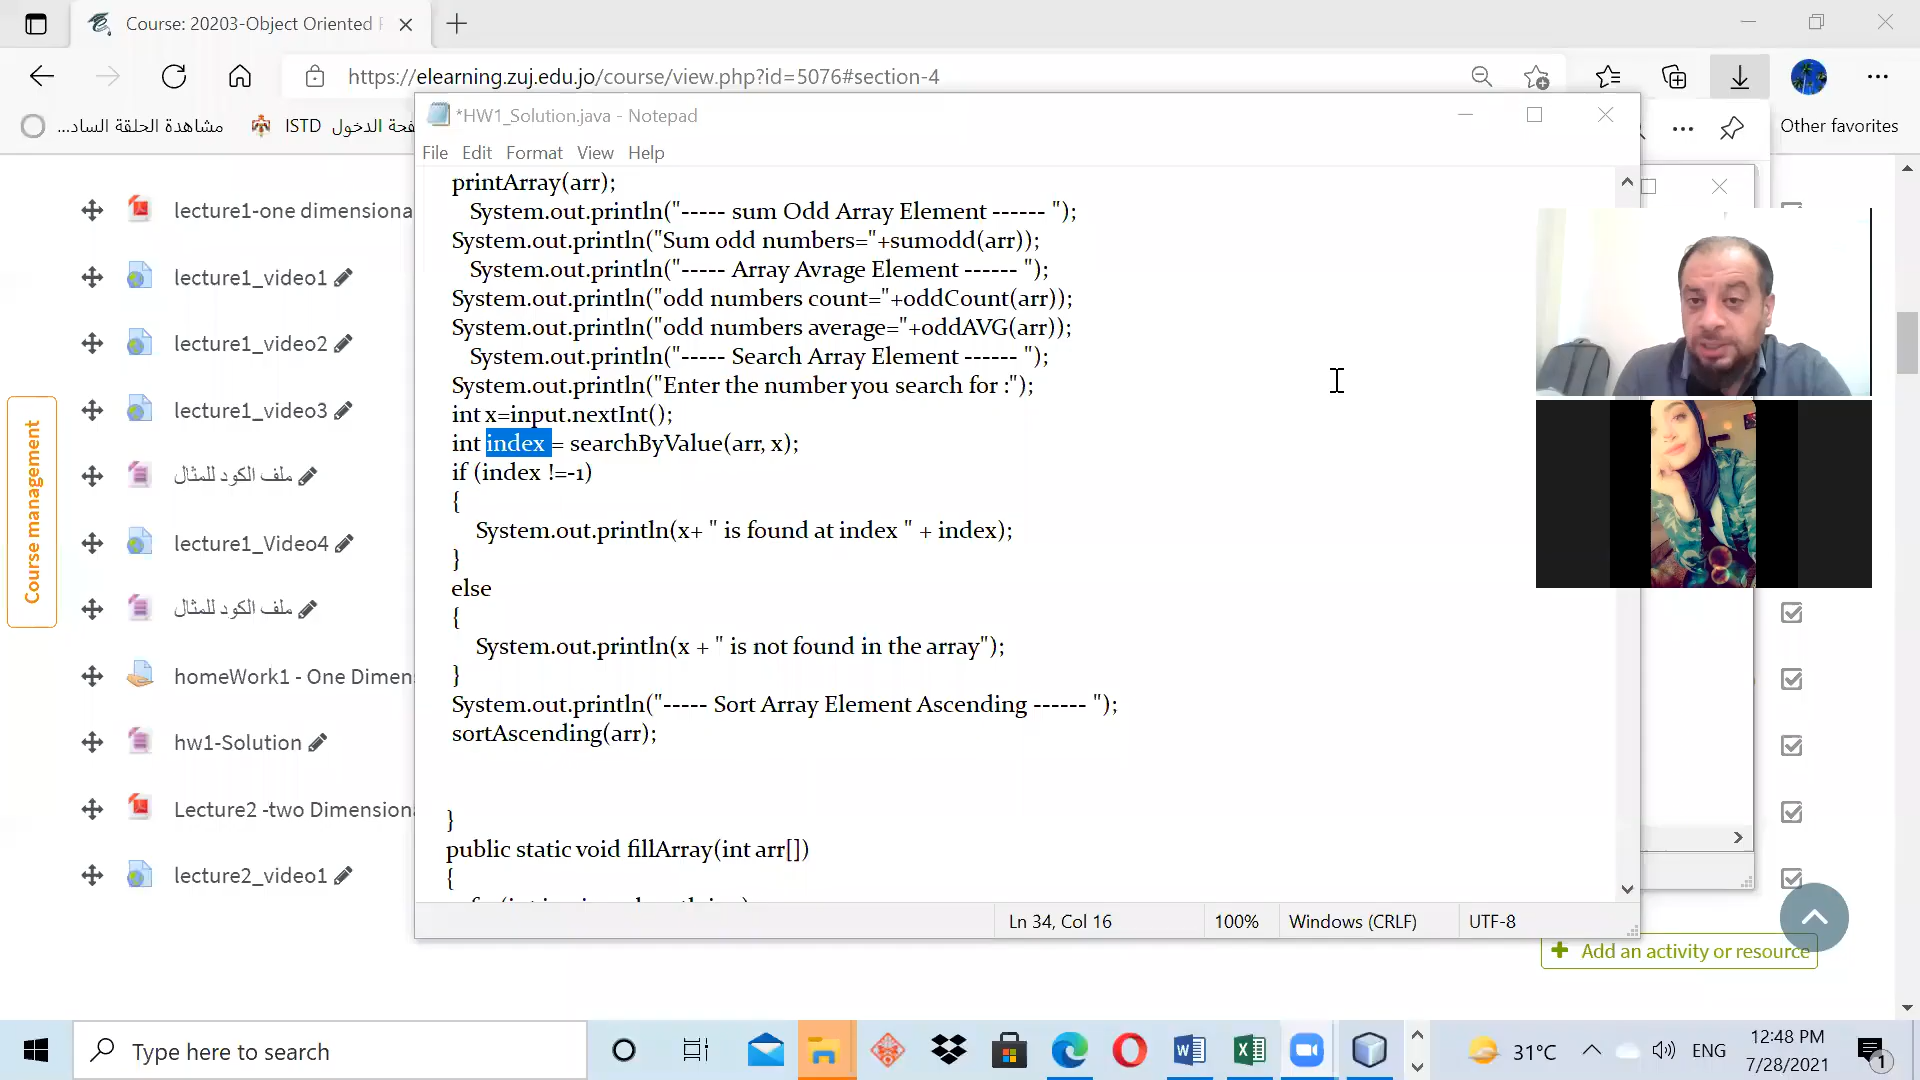 Course: 20203-Object Oriented P
https://elearning.zuj.edu.jo/course/view.php?id=5076#section-4
مشاهدة الحلقة الساد...
ISTD
فحة الدخول
Other favorites
*HW1_Solution.java - Notepad
File Edit Format View Help
printArray(arr);
System.out.println("----- sum Odd Array Element ------ ");
System.out.println("Sum odd numbers="+sumodd(arr));
System.out.println("----- Array Avrage Element ------ ");
System.out.println("odd numbers count="+oddCount(arr));
System.out.println("odd numbers average="+oddAVG(arr));
System.out.println("----- Search Array Element ------ ");
System.out.println("Enter the number you search for :");
int x=input.nextInt();
int index = searchByValue(arr, x);
if (index !=-1)
{
System.out.println(x+ " is found at index " + index);
}
else
{
System.out.println(x + " is not found in the array");
}
System.out.println("----- Sort Array Element Ascending ------ ");
sortAscending(arr);
}
public static void fillArray(int arr[])
{
Ln 34, Col 16
100%
Windows (CRLF)
UTF-8
Course management
lecture1-one dimensiona
lecture1_video1
lecture1_video2
lecture1_video3
ملف الكود للمثال
lecture1_Video4
ملف الكود للمثال
homeWork1 - One Dimen
hw1-Solution
Lecture2 -two Dimension
lecture2_video1
Add an activity or resource
Type here to search
31°C
ENG
12:48 PM
7/28/2021
1